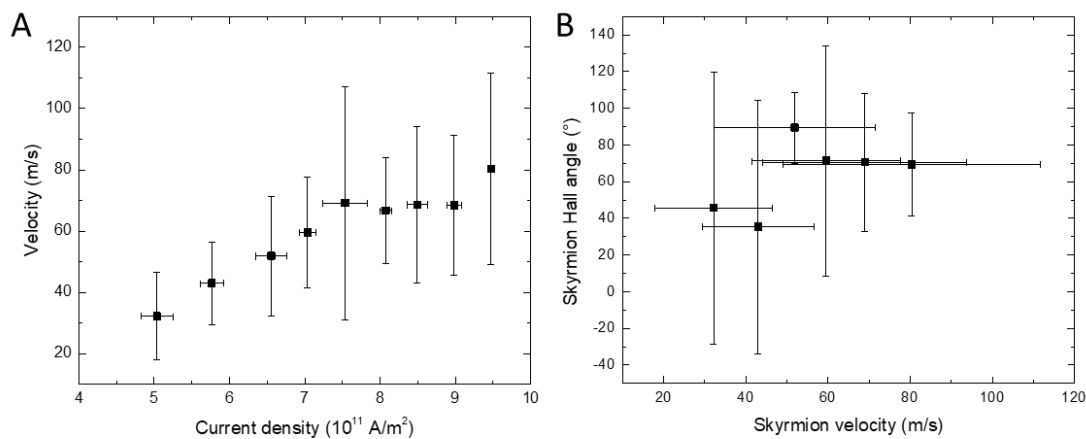 A
Velocity (m/s)
120
100
80
60
40
20
4 5 6 7 8 9 10
Current density (10¹¹ A/m²)
B
Skyrmion Hall angle (°)
140
120
100
80
60
40
20
0
-20
-40
20 40 60 80 100 120
Skyrmion velocity (m/s)